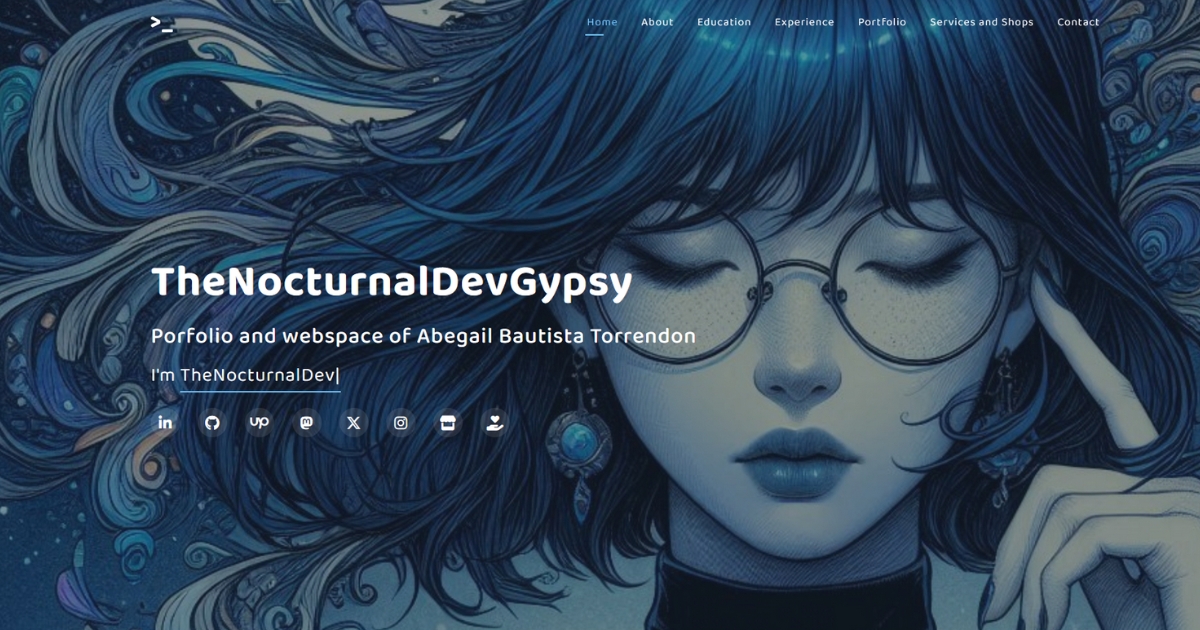 >_
Home About Education Experience Portfolio Services and Shops Contact
TheNocturnalDevGypsy
Porfolio and webspace of Abegail Bautista Torrendon
I'm TheNocturnalDev|
in up X